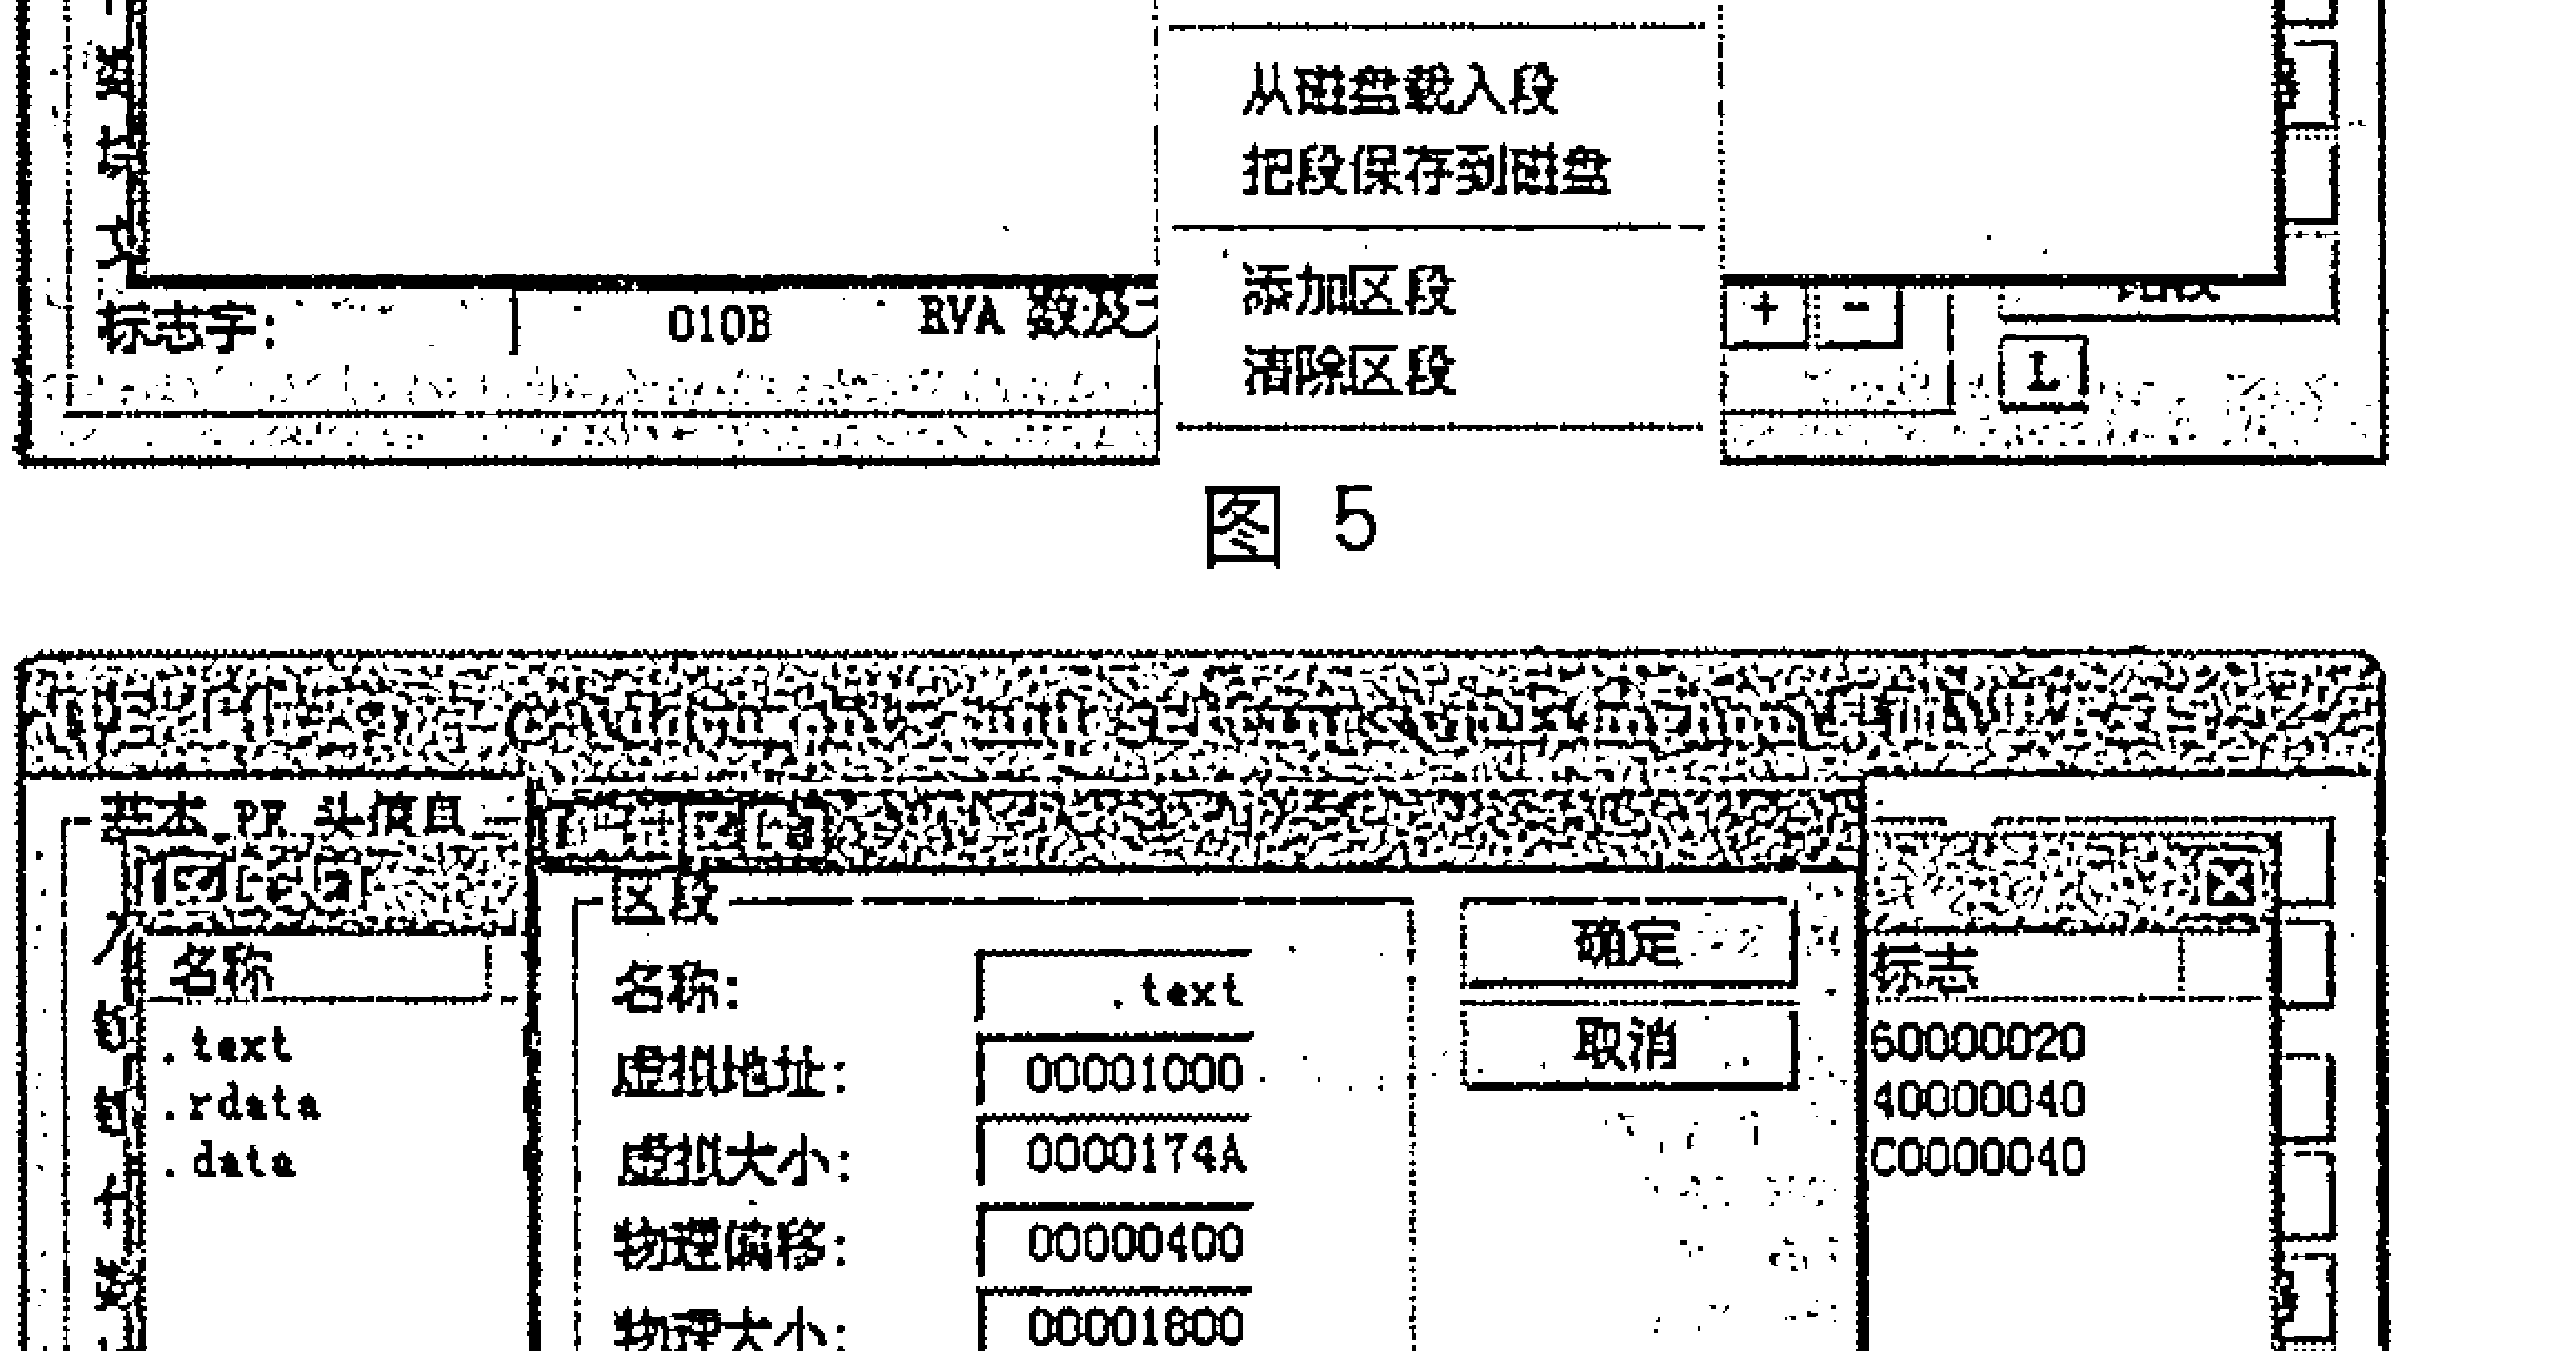 从磁盘载入段
把段保存到磁盘
添加区段
清除区段
标志字: 010B RVA 数及
+ -
L
图 5
基本 PE 头信息
区段
名称
.text
.rdata
.data
区段
名称: .text
虚拟地址: 00001000
虚拟大小: 0000174A
物理偏移: 00000400
物理大小: 00001800
确定
取消
标志
60000020
40000040
C0000040